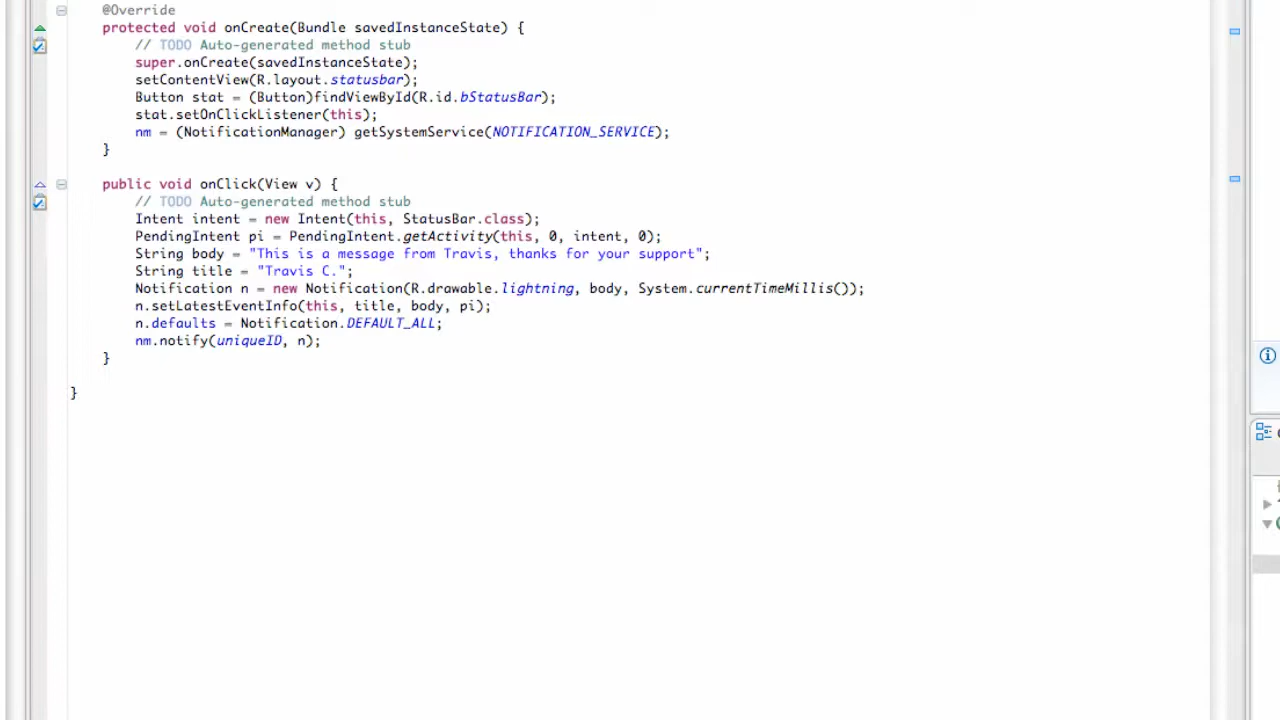 @Override
protected void onCreate(Bundle savedInstanceState) {
// TODO Auto-generated method stub
super.onCreate(savedInstanceState);
setContentView(R.layout.statusbar);
Button stat = (Button)findViewById(R.id.bStatusBar);
stat.setOnClickListener(this);
nm = (NotificationManager) getSystemService(NOTIFICATION_SERVICE);
}
public void onClick(View v) {
// TODO Auto-generated method stub
Intent intent = new Intent(this, StatusBar.class);
PendingIntent pi = PendingIntent.getActivity(this, 0, intent, 0);
String body = "This is a message from Travis, thanks for your support";
String title = "Travis C.";
Notification n = new Notification(R.drawable.lightning, body, System.currentTimeMillis());
n.setLatestEventInfo(this, title, body, pi);
n.defaults = Notification.DEFAULT_ALL;
nm.notify(uniqueID, n);
}
}